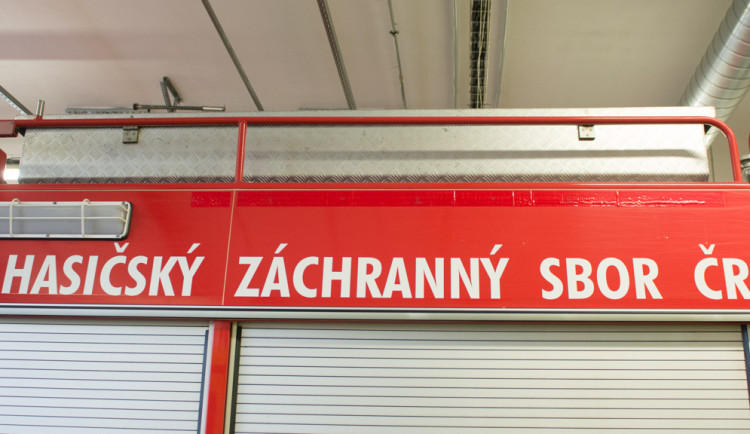 HASIČSKÝ ZÁCHRANNÝ SBOR ČR